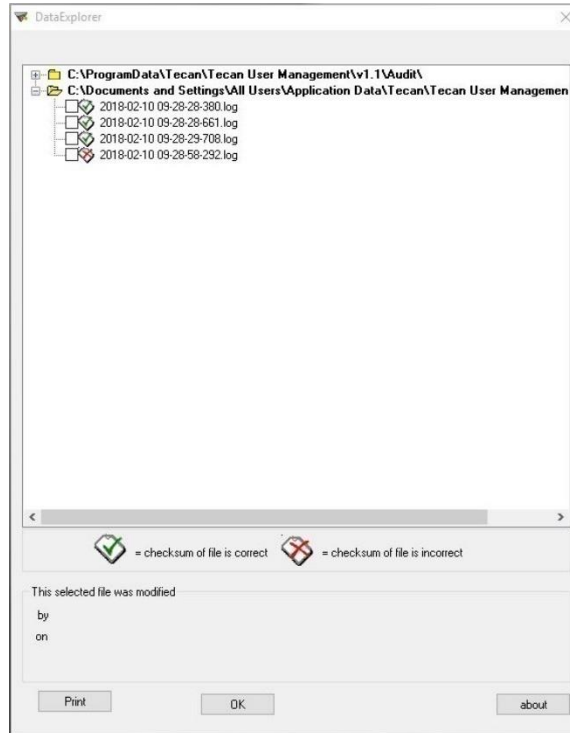 DataExplorer
C:\ProgramData\Tecan\Tecan User Management\v1.1\Audit\
C:\Documents and Settings\All Users\Application Data\Tecan\Tecan User Managemen
2018-02-10 09-28-28-380.log
2018-02-10 09-28-28-661.log
2018-02-10 09-28-29-708.log
2018-02-10 09-28-58-292.log
= checksum of file is correct = checksum of file is incorrect
This selected file was modified
by
on
Print OK about